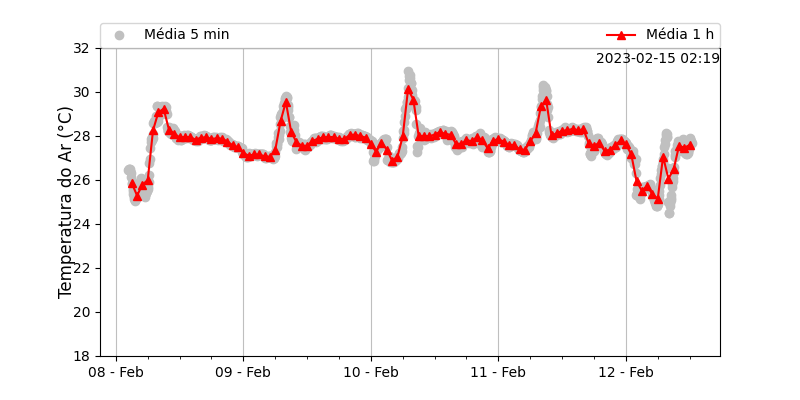 Média 5 min
Média 1 h
2023-02-15 02:19
Temperatura do Ar (°C)
32
30
28
26
24
22
20
18
08 - Feb
09 - Feb
10 - Feb
11 - Feb
12 - Feb